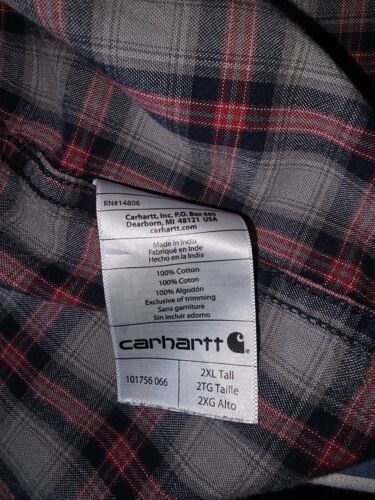 RN#14806
Carhartt, Inc. P.O. Box 600
Dearborn, MI 48121 USA
carhartt.com
Made in India
Fabriqué en Inde
Hecho en la India
100% Cotton
100% Coton
100% Algodón
Exclusive of trimming
Sans garniture
Sin incluir adorno
carhartt
101756 066
2XL Tall
2TG Taille
2XG Alto